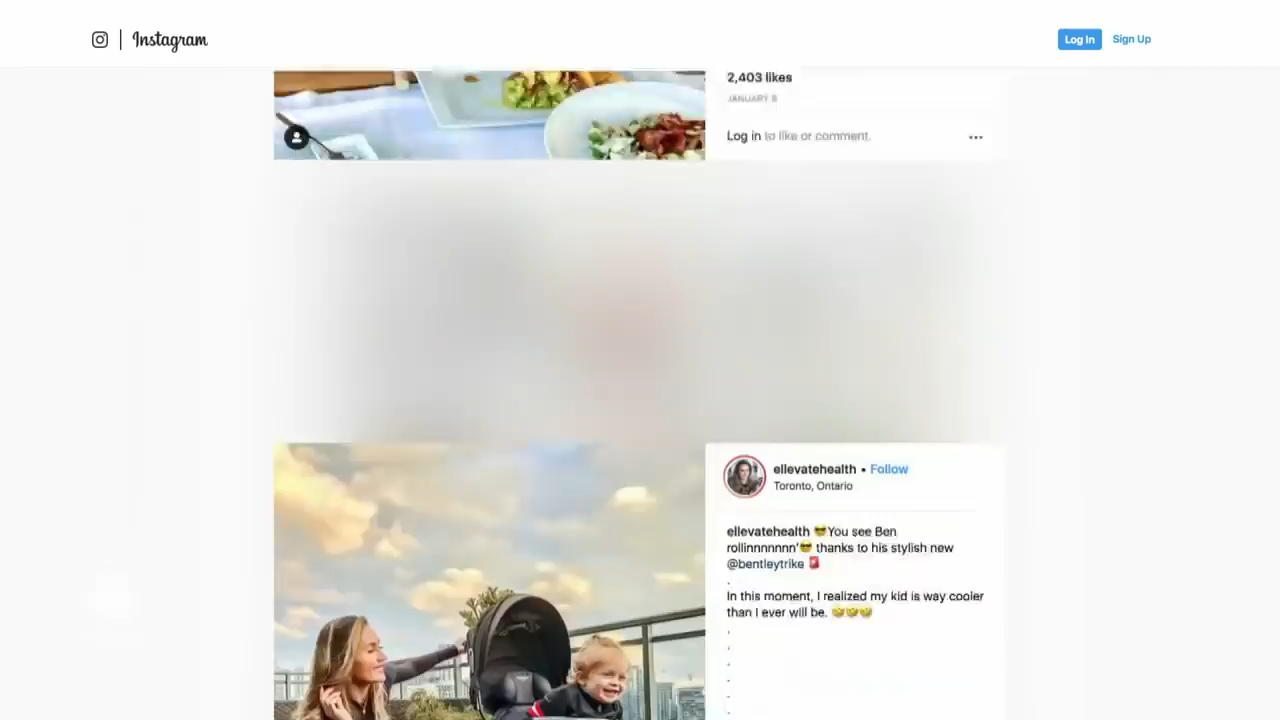 Instagram
Log In
Sign Up
2,403 likes
JANUARY 8
Log in to like or comment.
ellevatehealth • Follow
Toronto, Ontario
ellevatehealth 😎You see Ben
rollinnnnnnn'😎 thanks to his stylish new
@bentleytrike 🚨
.
In this moment, I realized my kid is way cooler
than I ever will be. 🤣🤣🤣
.
.
.
.
.
.